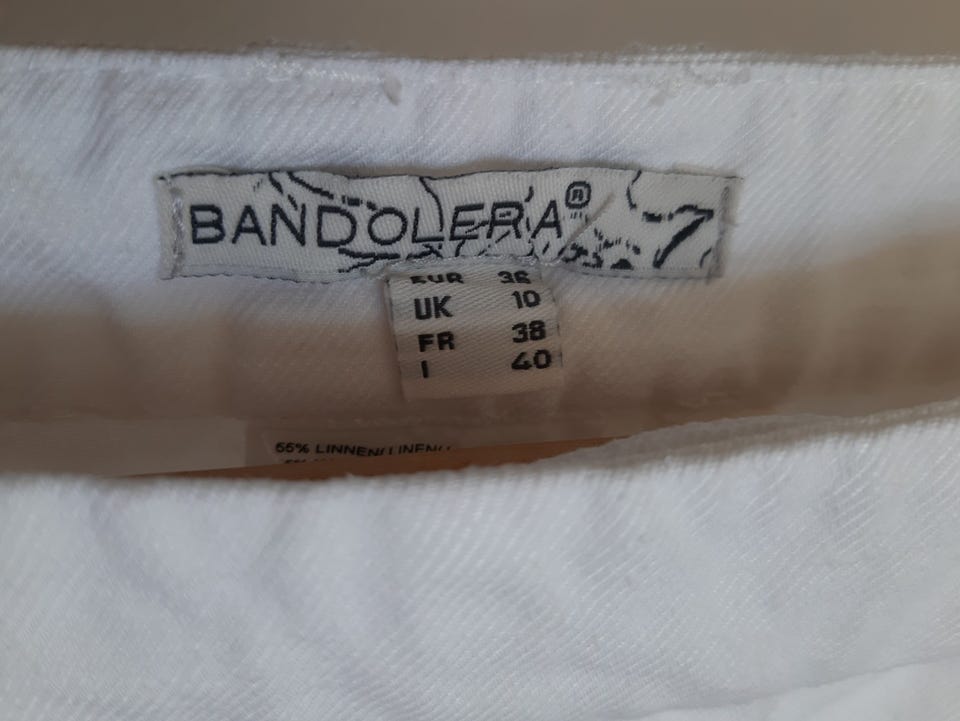 BANDOLERA®
EUR 36
UK 10
FR 38
I 40
55% LINNEN/LINEN/